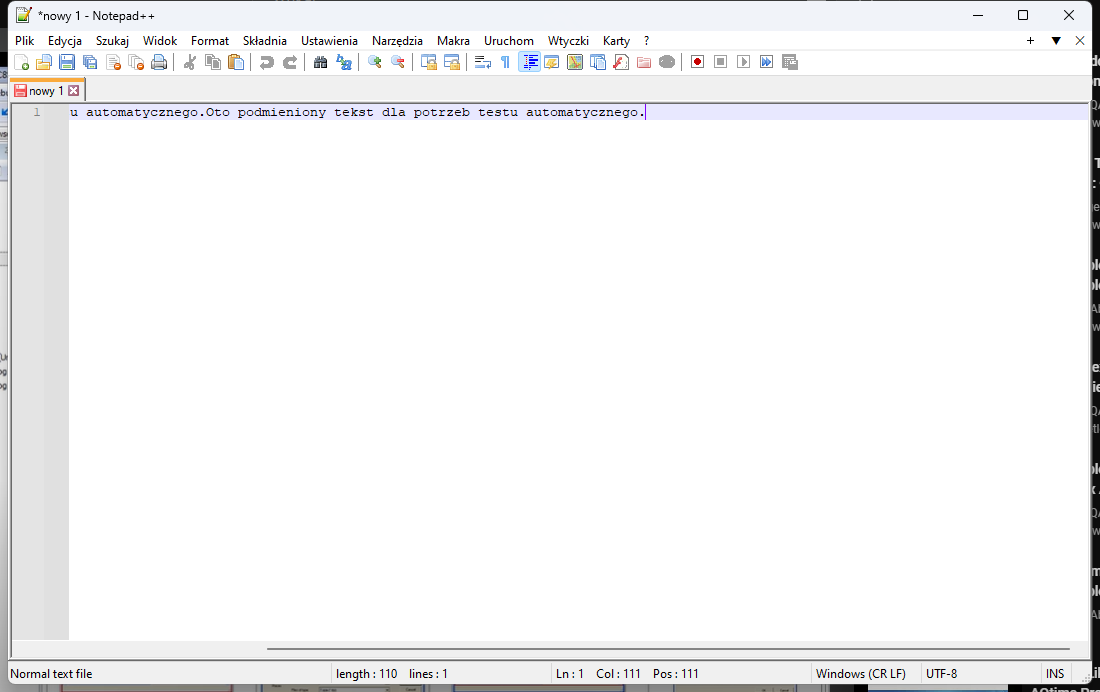 *nowy 1 - Notepad++
Plik Edycja Szukaj Widok Format Składnia Ustawienia Narzędzia Makra Uruchom Wtyczki Karty ?
nowy 1
1 u automatycznego.Oto podmieniony tekst dla potrzeb testu automatycznego.
Normal text file length : 110 lines : 1 Ln : 1 Col : 111 Pos : 111 Windows (CR LF) UTF-8 INS